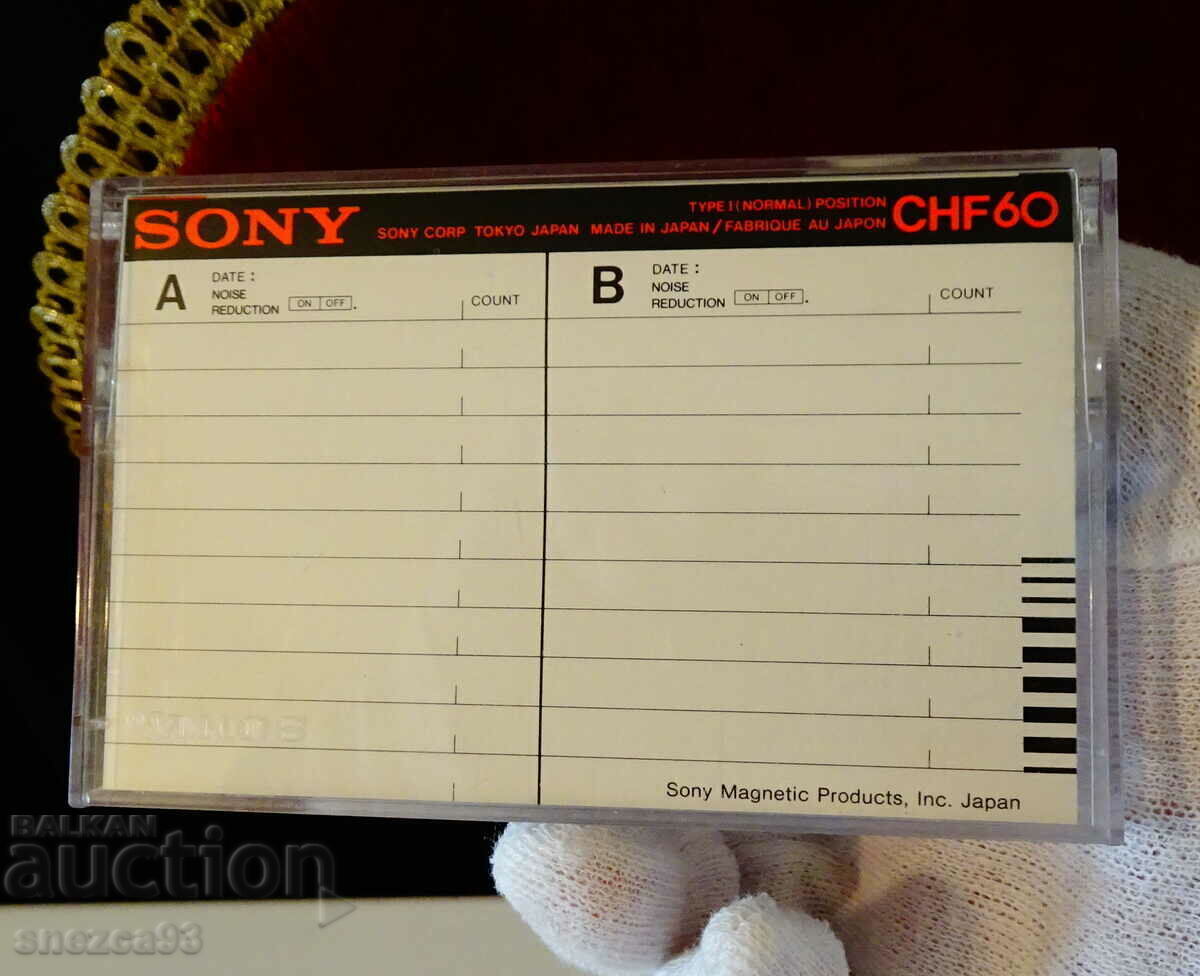 SONY
TYPE I (NORMAL) POSITION
CHF60
SONY CORP TOKYO JAPAN MADE IN JAPAN/FABRIQUE AU JAPON
A
DATE :
NOISE
REDUCTION ON OFF.
COUNT
B
DATE :
NOISE
REDUCTION ON OFF.
COUNT
Sony Magnetic Products, Inc. Japan
BALKAN
auction
snezca93